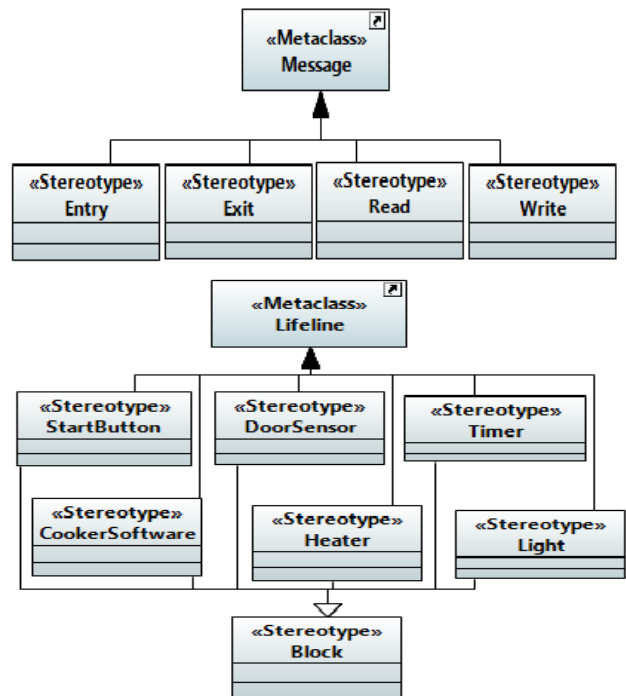 «Metaclass»
Message
«Stereotype»
Entry
«Stereotype»
Exit
«Stereotype»
Read
«Stereotype»
Write
«Metaclass»
Lifeline
«Stereotype»
StartButton
«Stereotype»
DoorSensor
«Stereotype»
Timer
«Stereotype»
CookerSoftware
«Stereotype»
Heater
«Stereotype»
Light
«Stereotype»
Block